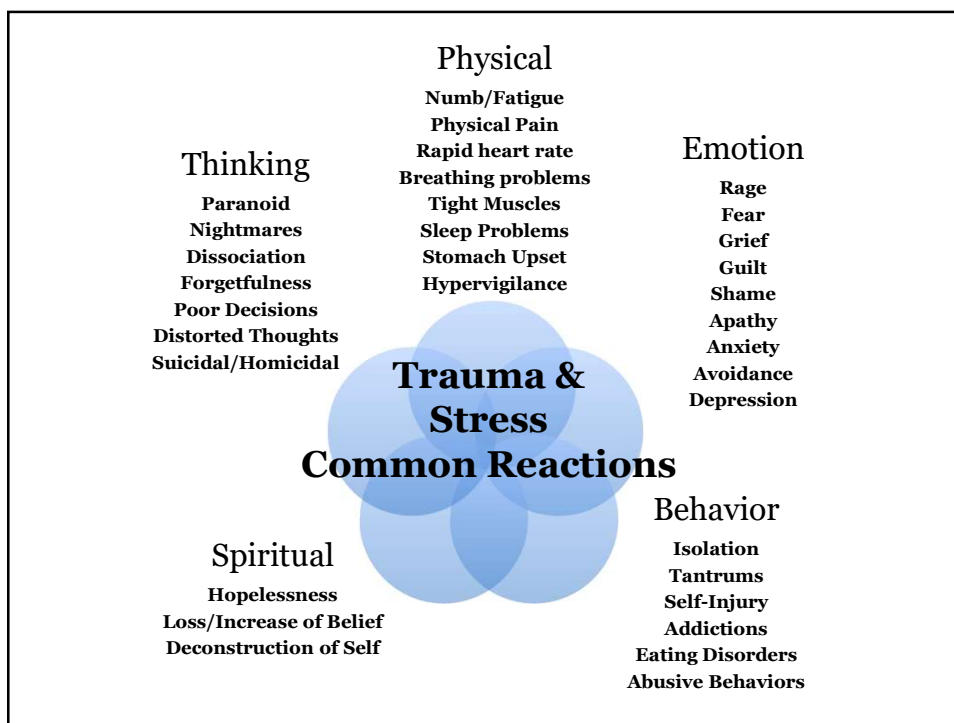 Physical
Numb/Fatigue
Physical Pain
Rapid heart rate
Breathing problems
Tight Muscles
Sleep Problems
Stomach Upset
Hypervigilance
Thinking
Paranoid
Nightmares
Dissociation
Forgetfulness
Poor Decisions
Distorted Thoughts
Suicidal/Homicidal
Emotion
Rage
Fear
Grief
Guilt
Shame
Apathy
Anxiety
Avoidance
Depression
Trauma &
Stress
Common Reactions
Spiritual
Hopelessness
Loss/Increase of Belief
Deconstruction of Self
Behavior
Isolation
Tantrums
Self-Injury
Addictions
Eating Disorders
Abusive Behaviors